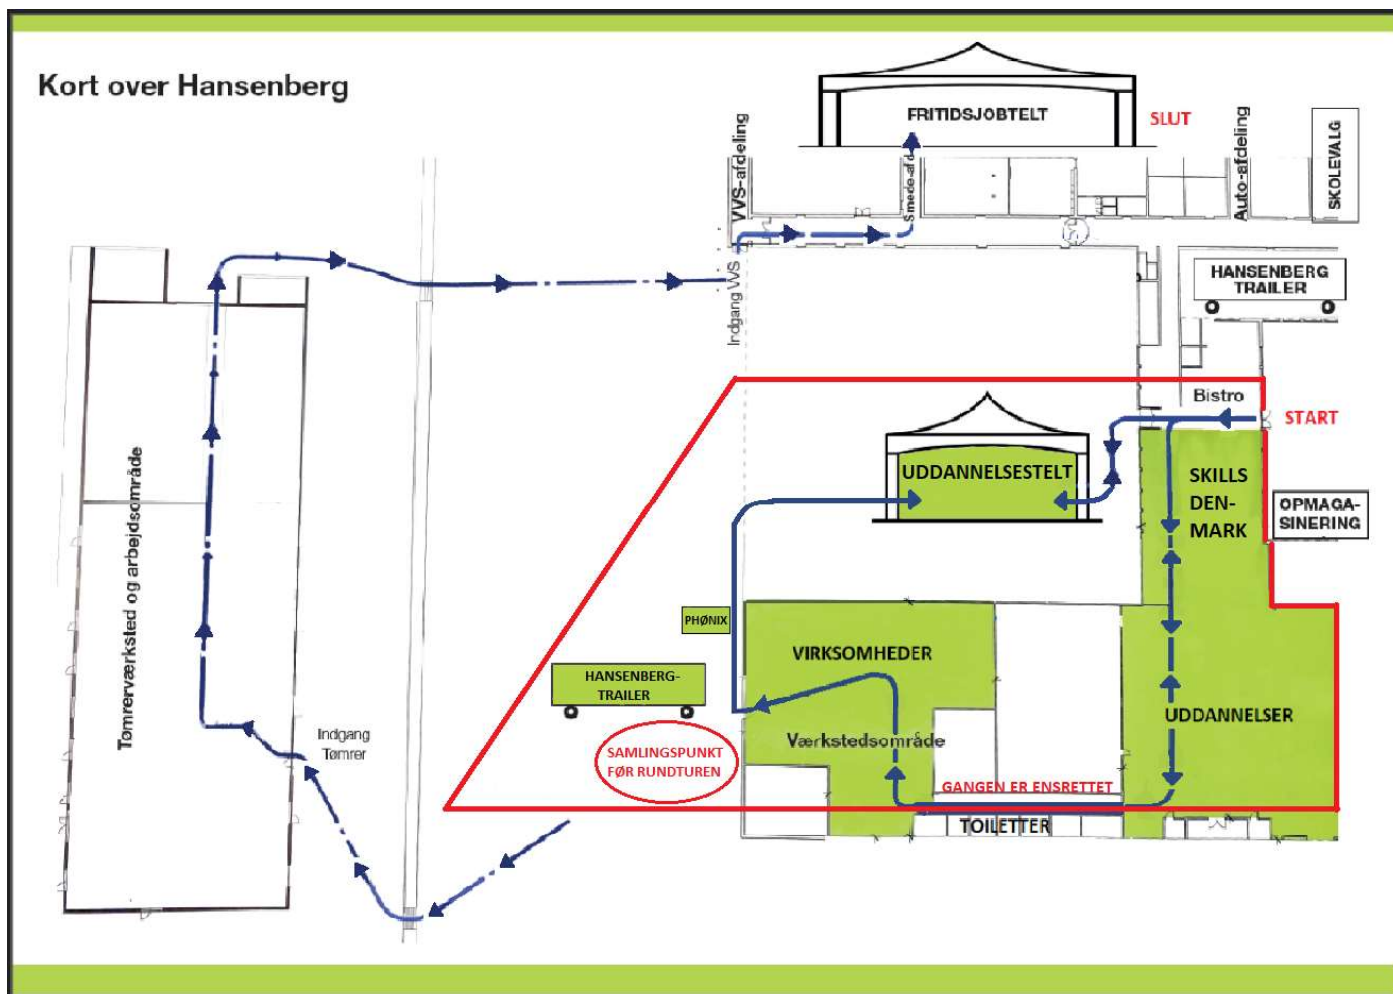 Kort over Hansenberg
FRITIDSJOBTELT
SLUT
VVS-afdeling
Smede-afd
Auto-afdeling
SKOLEVALG
Indgang VVS
HANSENBERG
TRAILER
Bistro
START
UDDANNELSESTELT
SKILLS
DEN-
MARK
OPMAGA-
SINERING
Tømrerværksted og arbejdsområde
PHØNIX
VIRKSOMHEDER
HANSENBERG-
TRAILER
UDDANNELSER
Indgang
Tømrer
SAMLINGSPUNKT
FØR RUNDTUREN
Værkstedsområde
GANGEN ER ENSRETTET
TOILETTER